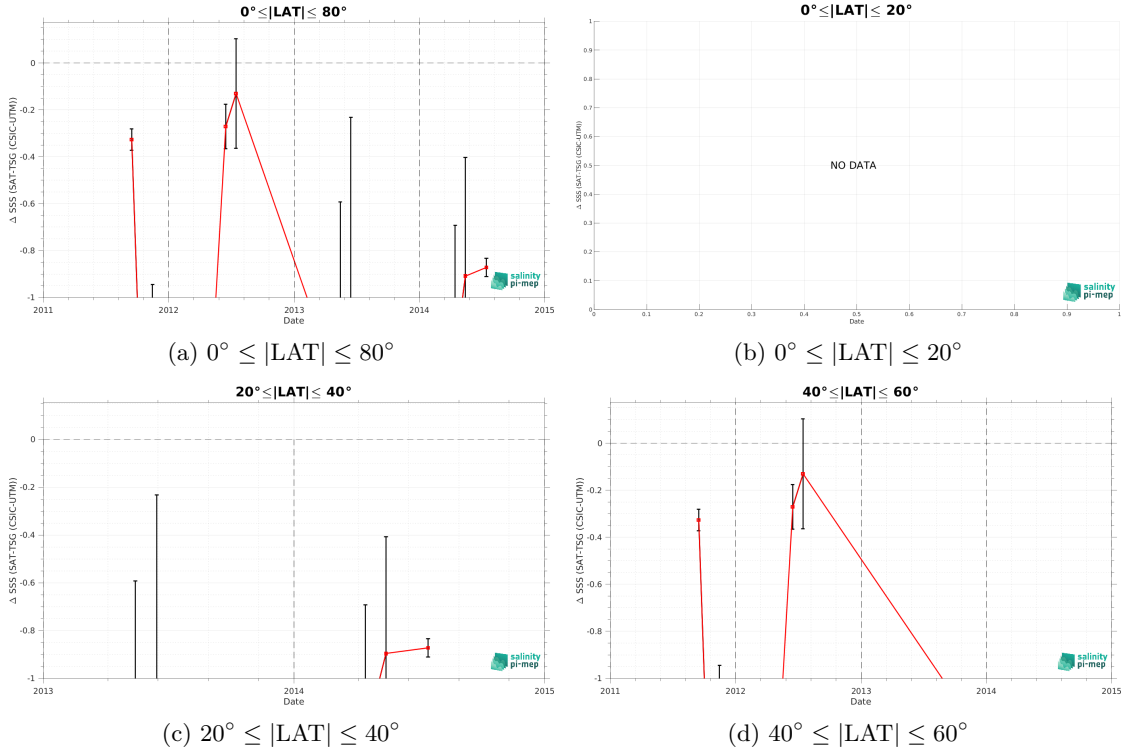 0°≤|LAT|≤ 80°
Δ SSS (SAT-TSG (CSIC-UTM))
0
-0.2
-0.4
-0.6
-0.8
-1
2011 2012 2013 2014 2015
Date
salinity
pi-mep
(a) 0° ≤ |LAT| ≤ 80°
0°≤|LAT|≤ 20°
Δ SSS (SAT-TSG (CSIC-UTM))
1
0.9
0.8
0.7
0.6
0.5
0.4
0.3
0.2
0.1
0
NO DATA
0 0.1 0.2 0.3 0.4 0.5 0.6 0.7 0.8 0.9 1
Date
salinity
pi-mep
(b) 0° ≤ |LAT| ≤ 20°
20°≤|LAT|≤ 40°
Δ SSS (SAT-TSG (CSIC-UTM))
0
-0.2
-0.4
-0.6
-0.8
-1
2013 2014 2015
Date
salinity
pi-mep
(c) 20° ≤ |LAT| ≤ 40°
40°≤|LAT|≤ 60°
Δ SSS (SAT-TSG (CSIC-UTM))
0
-0.2
-0.4
-0.6
-0.8
-1
2011 2012 2013 2014 2015
Date
salinity
pi-mep
(d) 40° ≤ |LAT| ≤ 60°